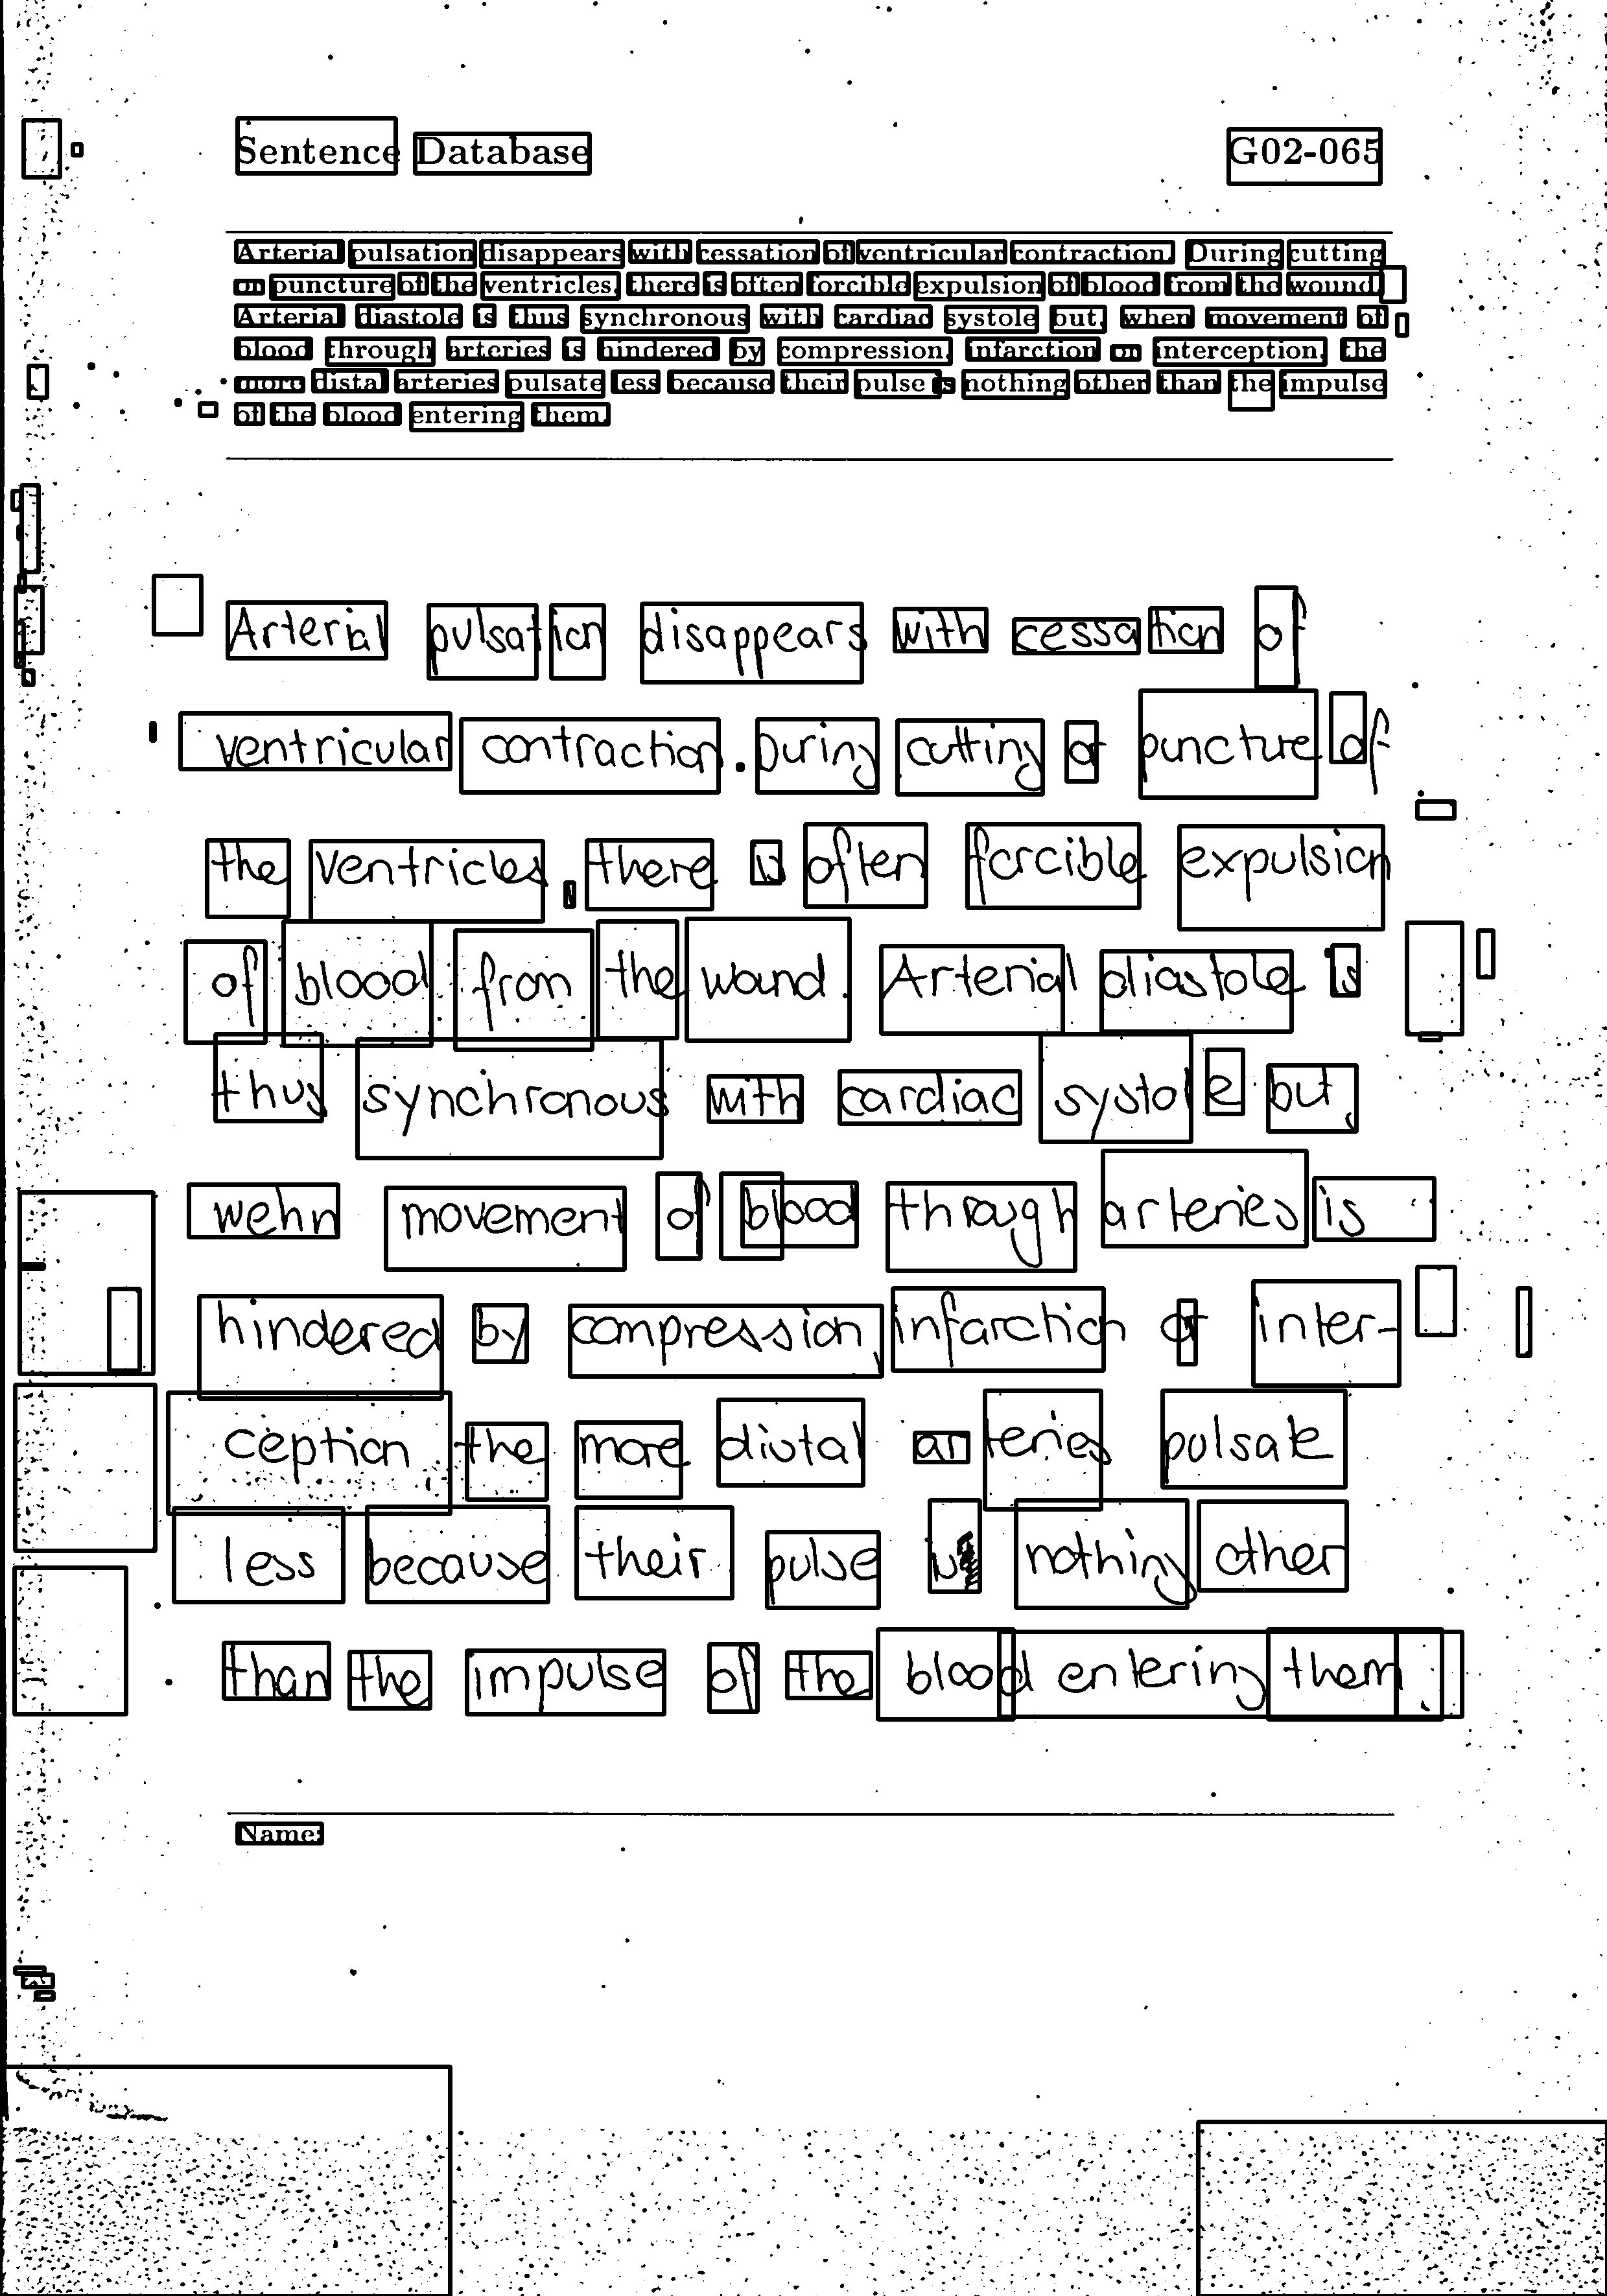 Sentence Database G02-065
Arterial pulsation disappears with cessation of ventricular contraction. During cutting
or puncture of the ventricles, there is often forcible expulsion of blood from the wound.
Arterial diastole is thus synchronous with cardiac systole but, when movement of
blood through arteries is hindered by compression, infarction or interception, the
more distal arteries pulsate less because their pulse is nothing other than the impulse
of the blood entering them.
Arterial pulsation disappears with cessation of
ventricular contraction. During cutting or puncture of
the ventricles, there is often forcible expulsion
of blood from the wound. Arterial diastole is
thus synchronous with cardiac systole but,
wehn movement of blood through arteries is
hindered by compression, infarction or inter-
ception, the more distal arteries pulsate
less because their pulse is nothing other
than the impulse of the blood entering them.
Name: